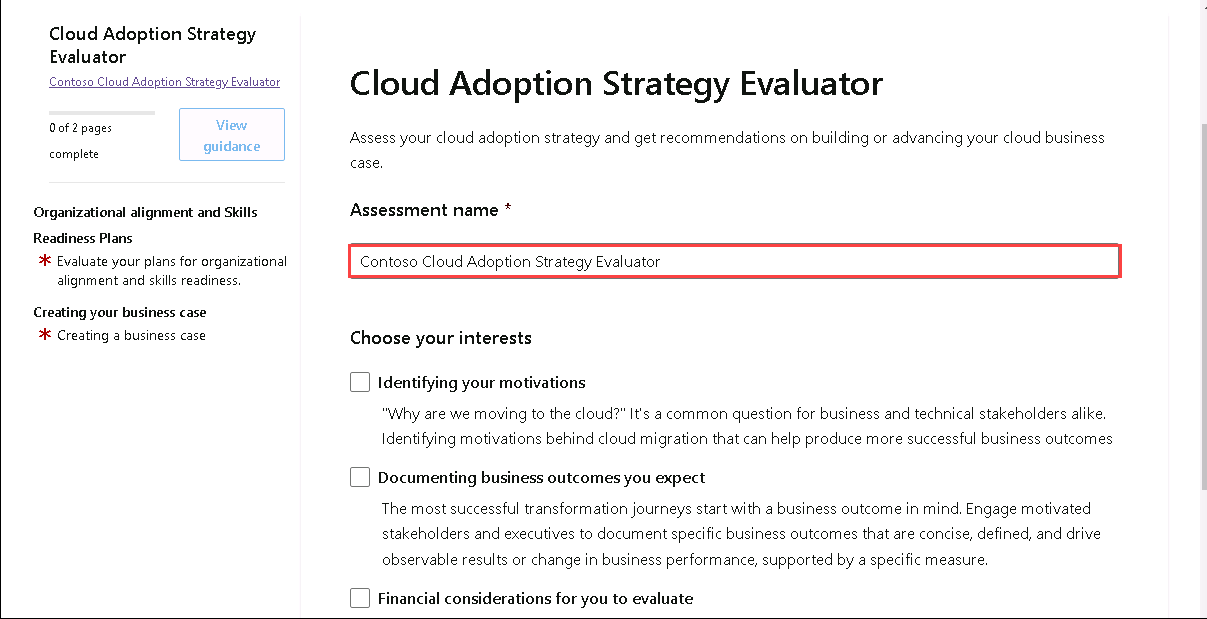 Cloud Adoption Strategy
Evaluator
Contoso Cloud Adoption Strategy Evaluator
0 of 2 pages
complete
View
guidance
Organizational alignment and Skills
Readiness Plans
* Evaluate your plans for organizational
alignment and skills readiness.
Creating your business case
* Creating a business case
Cloud Adoption Strategy Evaluator
Assess your cloud adoption strategy and get recommendations on building or advancing your cloud business
case.
Assessment name *
Contoso Cloud Adoption Strategy Evaluator
Choose your interests
Identifying your motivations
"Why are we moving to the cloud?" It's a common question for business and technical stakeholders alike.
Identifying motivations behind cloud migration that can help produce more successful business outcomes
Documenting business outcomes you expect
The most successful transformation journeys start with a business outcome in mind. Engage motivated
stakeholders and executives to document specific business outcomes that are concise, defined, and drive
observable results or change in business performance, supported by a specific measure.
Financial considerations for you to evaluate